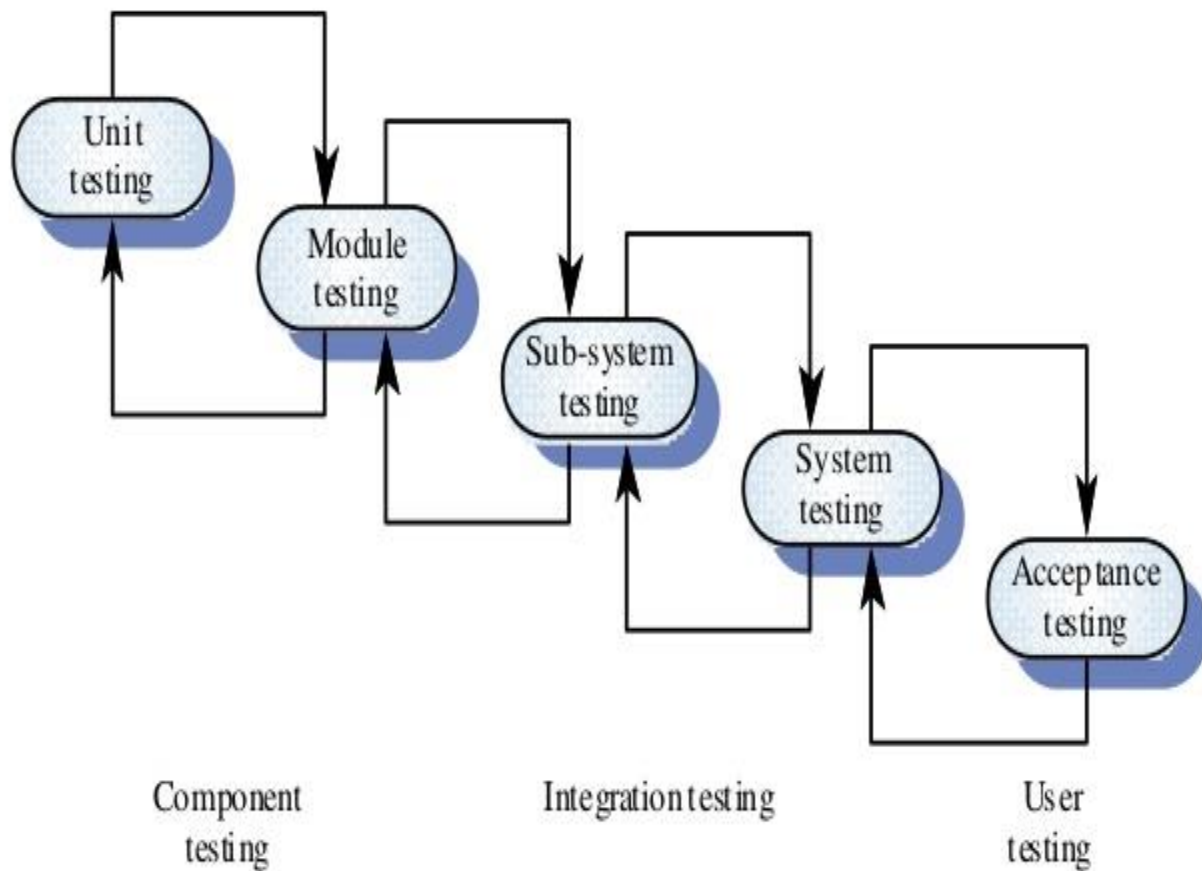 Unit
testing
Module
testing
Sub-system
testing
System
testing
Acceptance
testing
Component
testing
Integration testing
User
testing